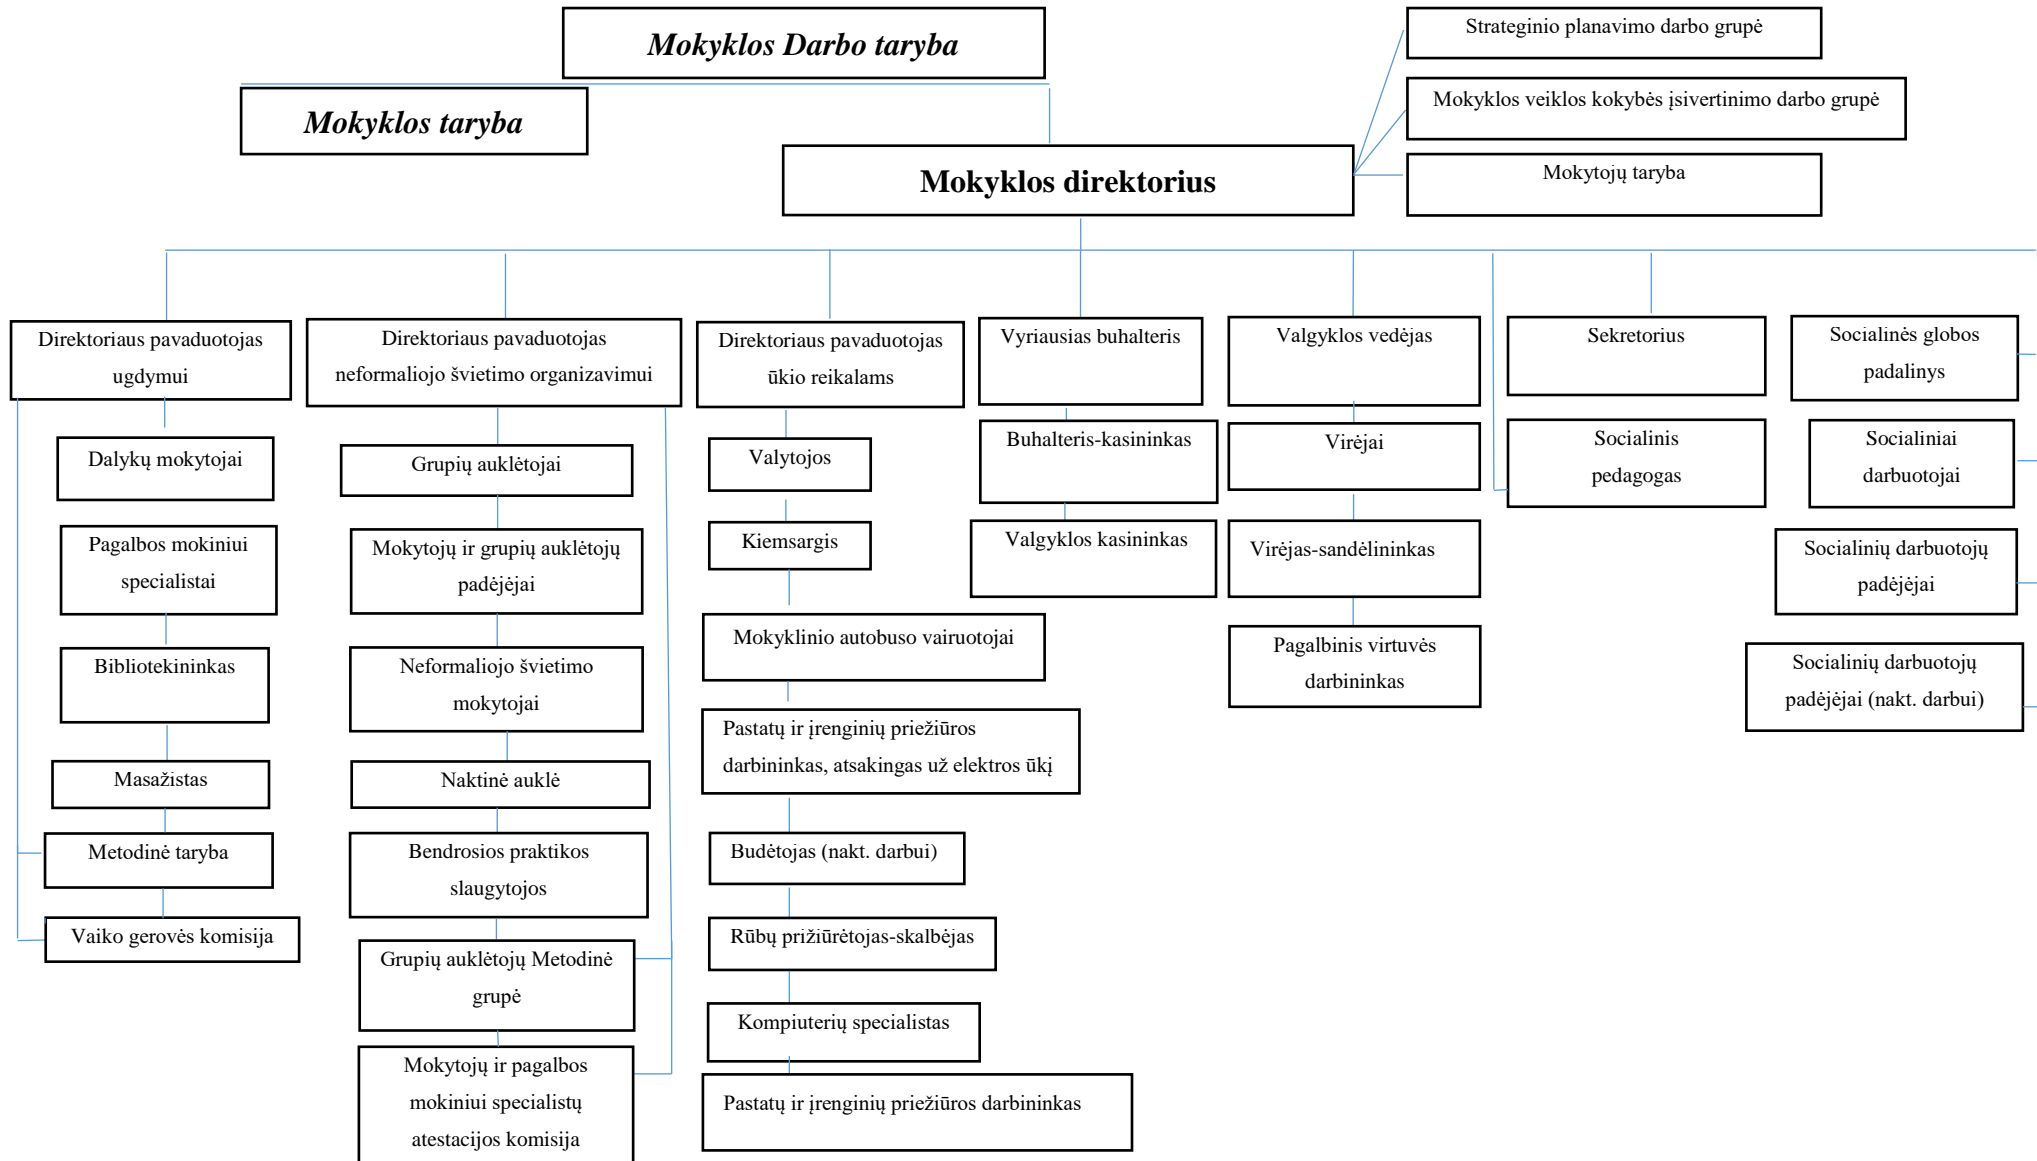 Mokyklos Darbo taryba
Strateginio planavimo darbo grupė
Mokyklos veiklos kokybės įsivertinimo darbo grupė
Mokyklos taryba
Mokyklos direktorius
Mokytojų taryba
Direktoriaus pavaduotojas
ugdymui
Dalykų mokytojai
Pagalbos mokiniui
specialistai
Bibliotekininkas
Masažistas
Metodinė taryba
Vaiko gerovės komisija
Direktoriaus pavaduotojas
neformaliojo švietimo organizavimui
Grupių auklėtojai
Mokytojų ir grupių auklėtojų
padėjėjai
Neformaliojo švietimo
mokytojai
Naktinė auklė
Bendrosios praktikos
slaugytojos
Grupių auklėtojų Metodinė
grupė
Mokytojų ir pagalbos
mokiniui specialistų
atestacijos komisija
Direktoriaus pavaduotojas
ūkio reikalams
Valytojos
Kiemsargis
Mokyklinio autobuso vairuotojai
Pastatų ir įrenginių priežiūros
darbininkas, atsakingas už elektros ūkį
Budėtojas (nakt. darbui)
Rūbų prižiūrėtojas-skalbėjas
Kompiuterių specialistas
Pastatų ir įrenginių priežiūros darbininkas
Vyriausias buhalteris
Buhalteris-kasininkas
Valgyklos kasininkas
Valgyklos vedėjas
Virėjai
Virėjas-sandėlininkas
Pagalbinis virtuvės
darbininkas
Sekretorius
Socialinis
pedagogas
Socialinės globos
padalinys
Socialiniai
darbuotojai
Socialinių darbuotojų
padėjėjai
Socialinių darbuotojų
padėjėjai (nakt. darbui)